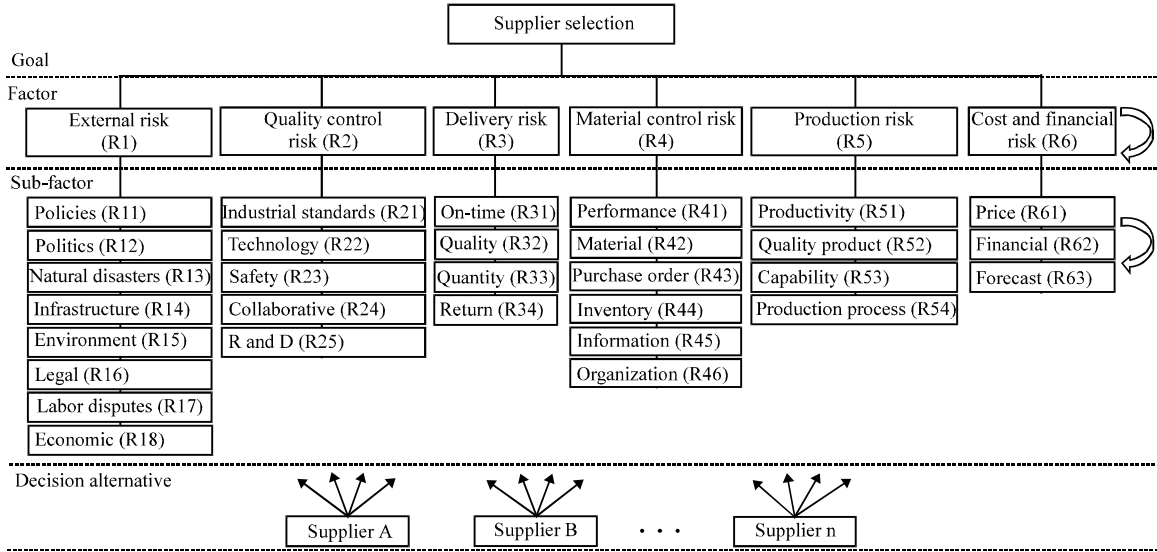 Supplier selection
Goal
Factor
External risk
(R1)
Quality control
risk (R2)
Delivery risk
(R3)
Material control risk
(R4)
Production risk
(R5)
Cost and financial
risk (R6)
Sub-factor
Policies (R11)
Politics (R12)
Natural disasters (R13)
Infrastructure (R14)
Environment (R15)
Legal (R16)
Labor disputes (R17)
Economic (R18)
Industrial standards (R21)
Technology (R22)
Safety (R23)
Collaborative (R24)
R and D (R25)
On-time (R31)
Quality (R32)
Quantity (R33)
Return (R34)
Performance (R41)
Material (R42)
Purchase order (R43)
Inventory (R44)
Information (R45)
Organization (R46)
Productivity (R51)
Quality product (R52)
Capability (R53)
Production process (R54)
Price (R61)
Financial (R62)
Forecast (R63)
Decision alternative
Supplier A
Supplier B
. . .
Supplier n